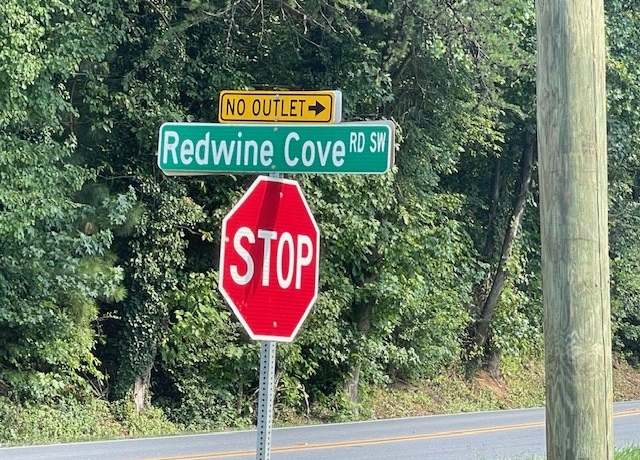 NO OUTLET →
Redwine Cove RD SW
STOP